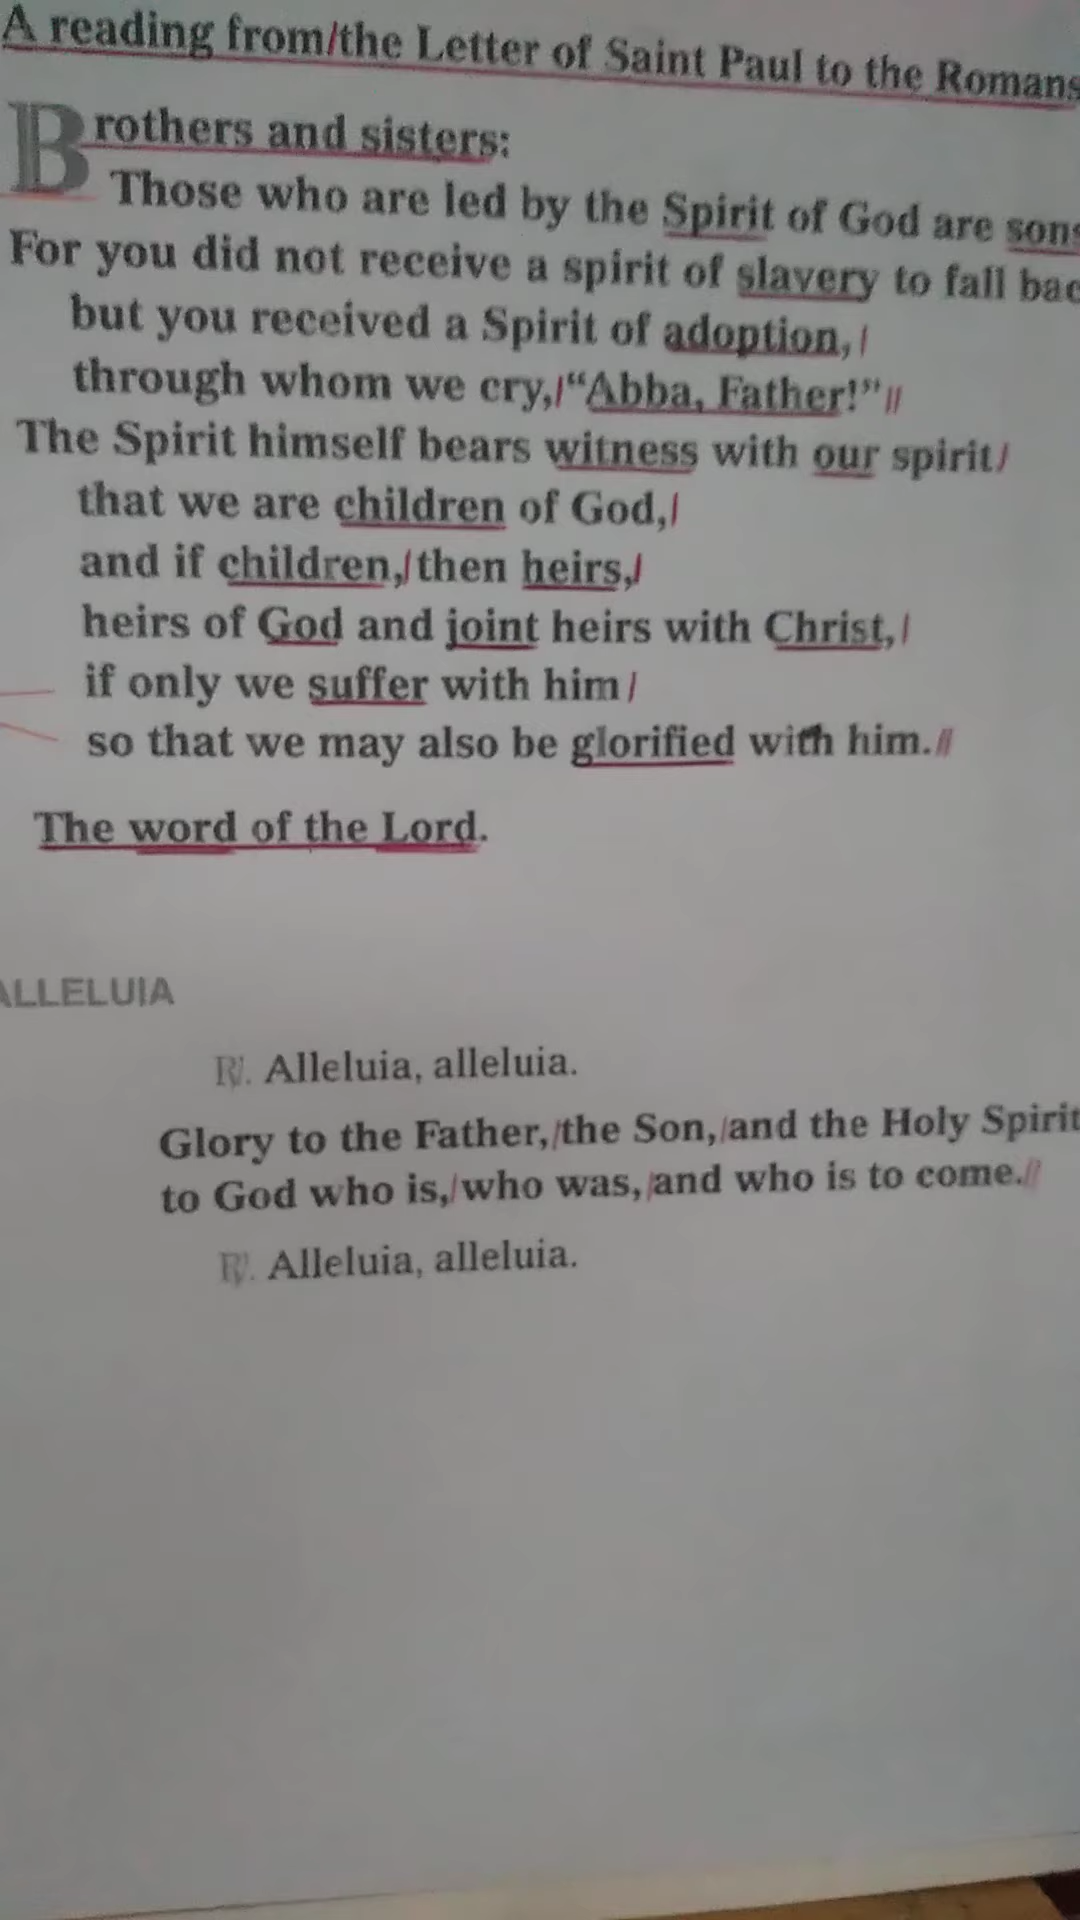 A reading from/the Letter of Saint Paul to the Romans
Brothers and sisters:
Those who are led by the Spirit of God are sons
For you did not receive a spirit of slavery to fall bac
but you received a Spirit of adoption,/
through whom we cry,/“Abba, Father!”//
The Spirit himself bears witness with our spirit/
that we are children of God,/
and if children,/then heirs,/
heirs of God and joint heirs with Christ,/
if only we suffer with him/
so that we may also be glorified with him.//
The word of the Lord.
ALLELUIA
℟. Alleluia, alleluia.
Glory to the Father,/the Son,/and the Holy Spirit
to God who is,/who was,/and who is to come.//
℟. Alleluia, alleluia.